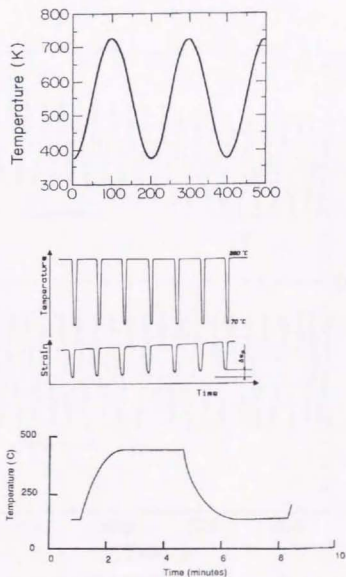 800
700
600
500
400
300
Temperature (K)
0 100 200 300 400 500
Temperature
70℃
Strain
Time
500
250
0
Temperature (C)
0 2 4 6 8 10
Time (minutes)